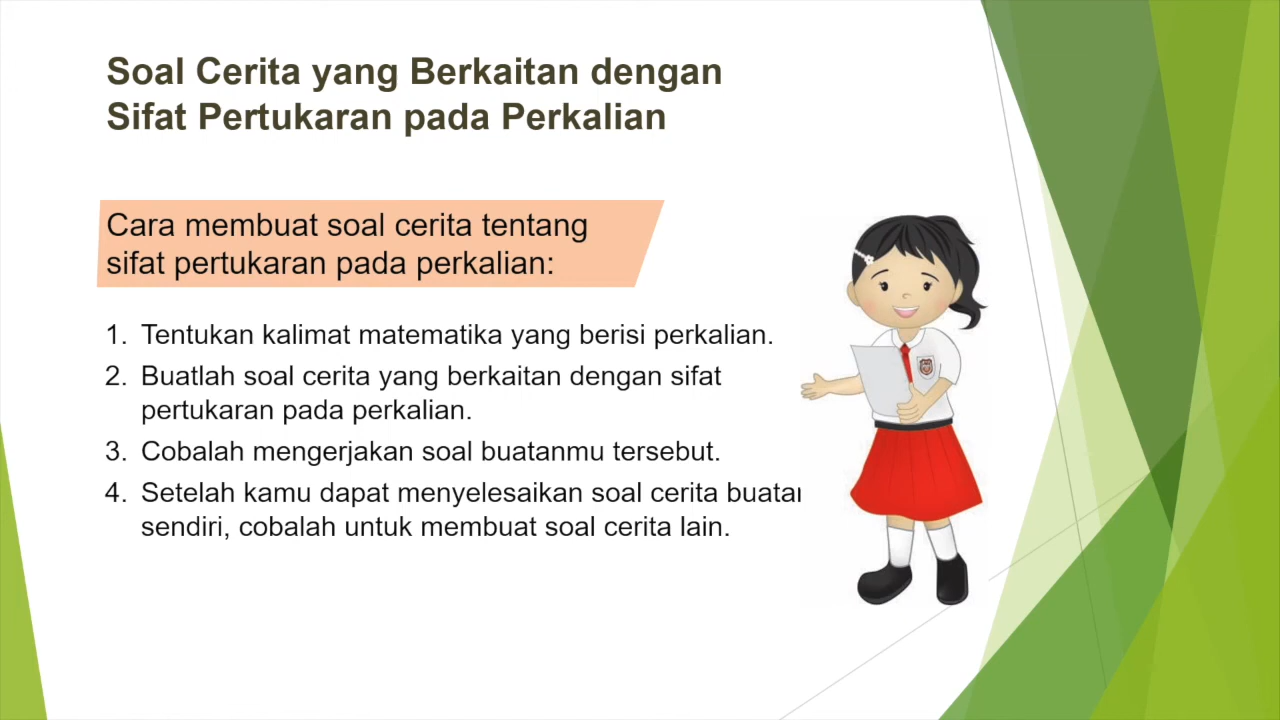 Soal Cerita yang Berkaitan dengan
Sifat Pertukaran pada Perkalian
Cara membuat soal cerita tentang
sifat pertukaran pada perkalian:
1. Tentukan kalimat matematika yang berisi perkalian.
2. Buatlah soal cerita yang berkaitan dengan sifat
pertukaran pada perkalian.
3. Cobalah mengerjakan soal buatanmu tersebut.
4. Setelah kamu dapat menyelesaikan soal cerita buatan
sendiri, cobalah untuk membuat soal cerita lain.